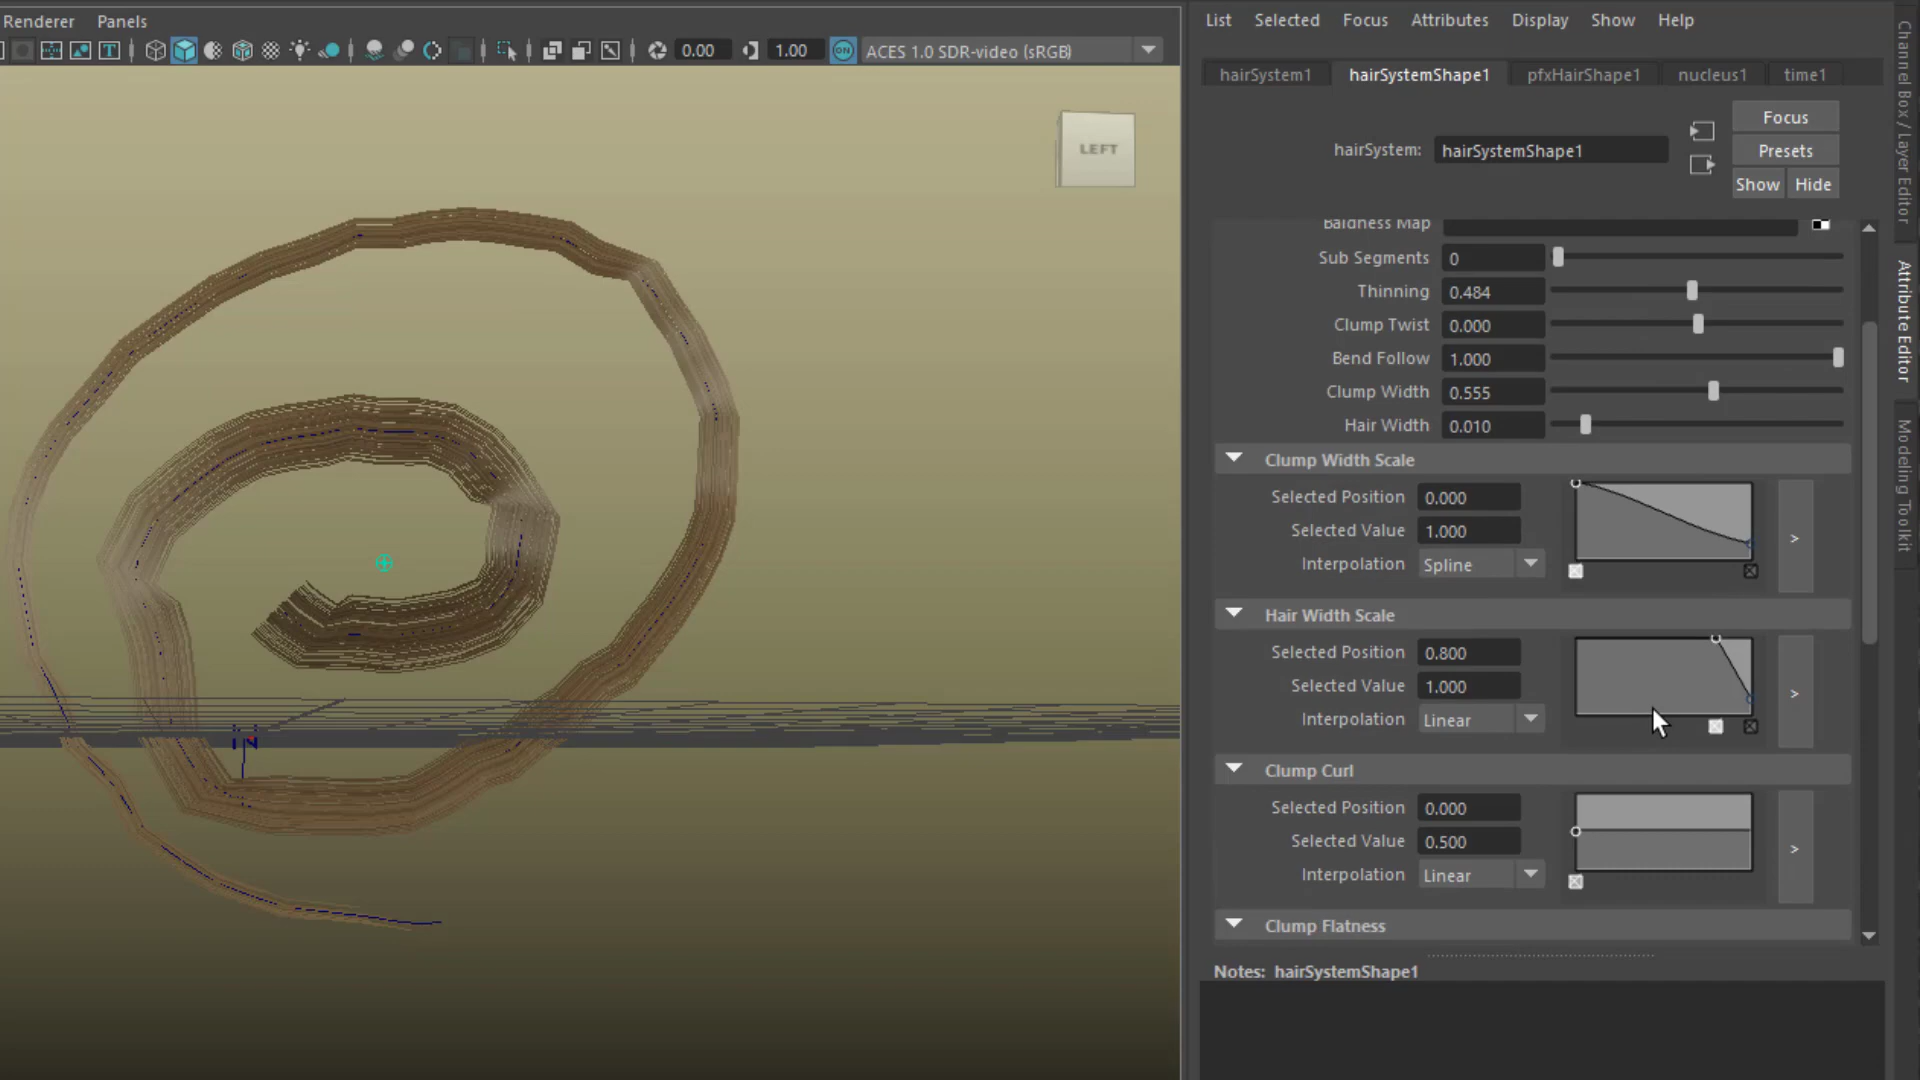 Renderer Panels
0.00 1.00 ON ACES 1.0 SDR-video (sRGB)
LEFT
N
List Selected Focus Attributes Display Show Help
hairSystem1 hairSystemShape1 pfxHairShape1 nucleus1 time1
Focus
hairSystem: hairSystemShape1 Presets
Show Hide
Baldness Map
Sub Segments 0
Thinning 0.484
Clump Twist 0.000
Bend Follow 1.000
Clump Width 0.555
Hair Width 0.010
Clump Width Scale
Selected Position 0.000
Selected Value 1.000
Interpolation Spline
>
Hair Width Scale
Selected Position 0.800
Selected Value 1.000
Interpolation Linear
>
Clump Curl
Selected Position 0.000
Selected Value 0.500
Interpolation Linear
>
Clump Flatness
Notes: hairSystemShape1
Channel Box / Layer Editor
Attribute Editor
Modeling Toolkit